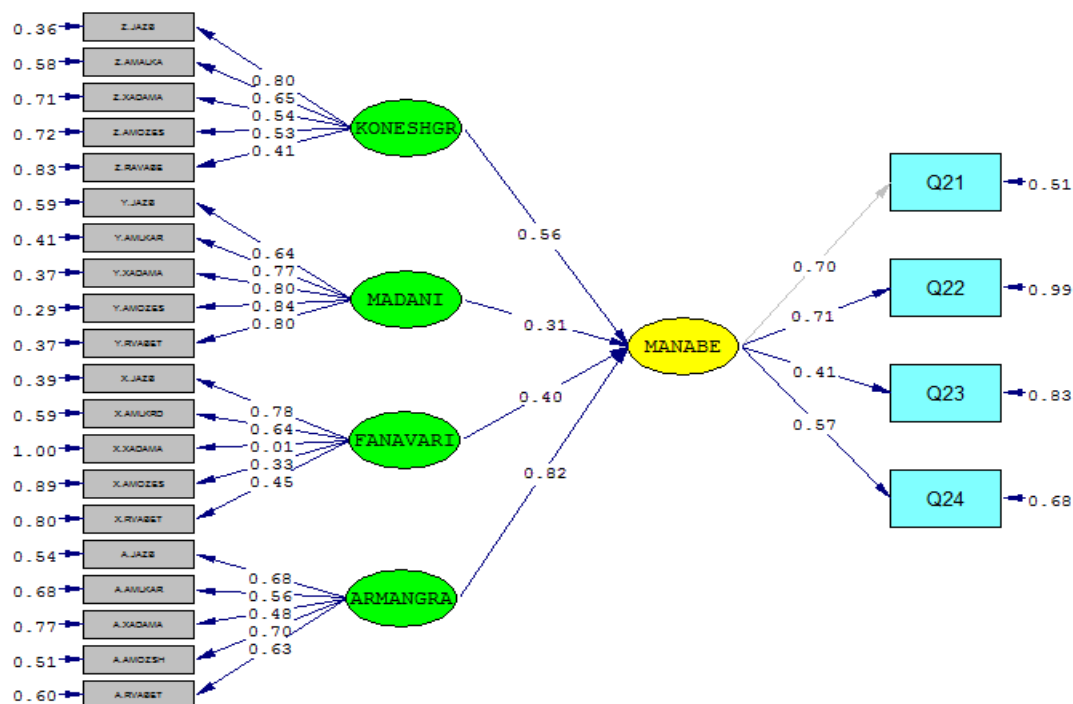 0.36 Z.JAZB
0.58 Z.AMALKA
0.71 Z.XADAMA
0.72 Z.AMOZES
0.83 Z.RAVABE
0.59 Y.JAZB
0.41 Y.AMLKAR
0.37 Y.XADAMA
0.29 Y.AMOZES
0.37 Y.RVABET
0.39 X.JAZB
0.59 X.AMLKRD
1.00 X.XADAMA
0.89 X.AMOZES
0.80 X.RVABET
0.54 A.JAZB
0.68 A.AMLKAR
0.77 A.XADAMA
0.51 A.AMOZSH
0.60 A.RVABET
0.80
0.65
0.54
0.53
0.41
KONESHGR
0.64
0.77
0.80
0.84
0.80
MADANI
0.78
0.64
0.01
0.33
0.45
FANAVARI
0.68
0.56
0.48
0.70
0.63
ARMANGRA
0.56
0.31
0.40
0.82
MANABE
0.70
0.71
0.41
0.57
Q21 0.51
Q22 0.99
Q23 0.83
Q24 0.68